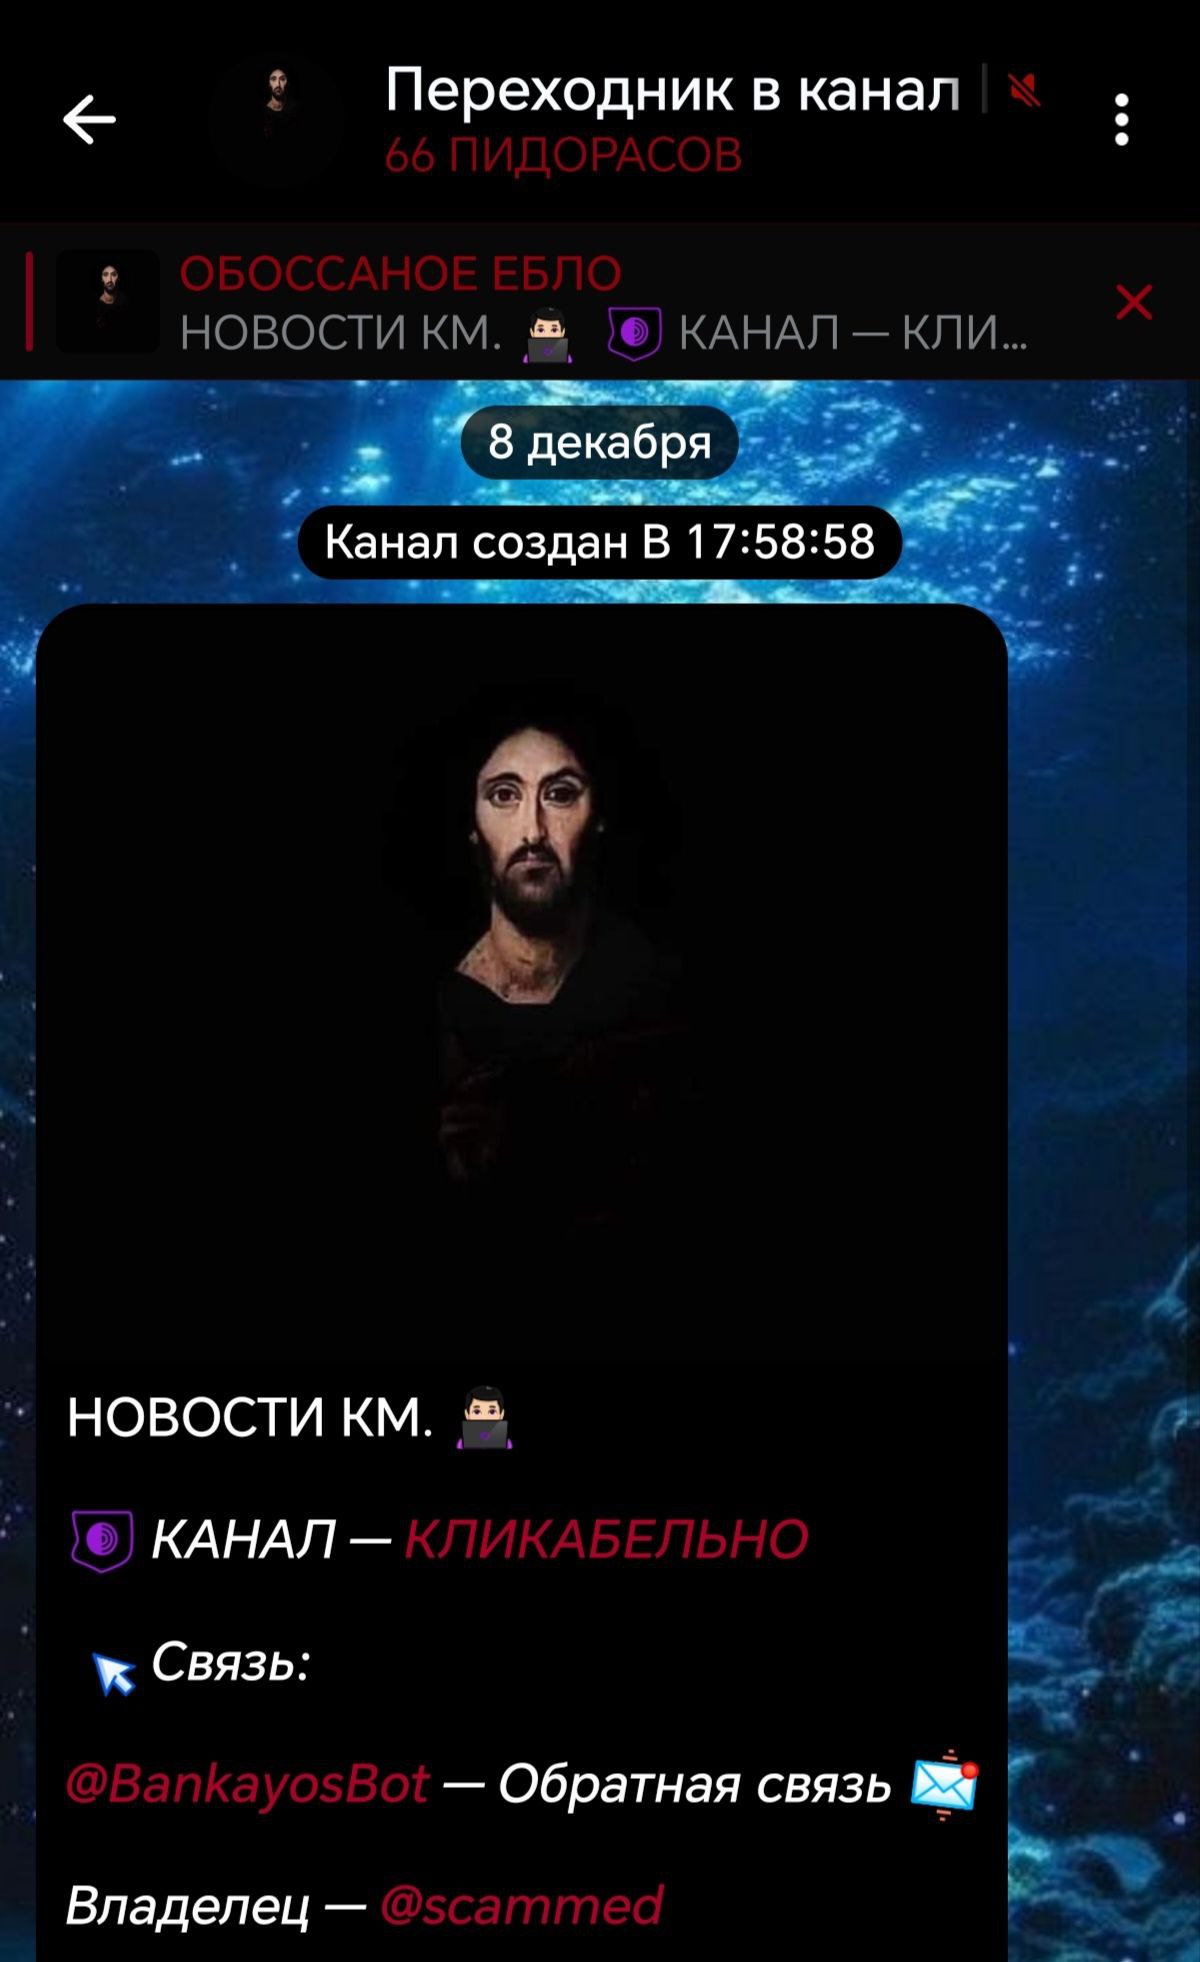 Переходник в канал
66 ПИДОРАСОВ
ОБОССАНОЕ ЕБЛО
НОВОСТИ КМ. 👨🏻‍💻 КАНАЛ — КЛИ...
8 декабря
Канал создан В 17:58:58
НОВОСТИ КМ. 👨🏻‍💻
КАНАЛ — КЛИКАБЕЛЬНО
Связь:
@BankayosBot — Обратная связь 📩
Владелец — @scammed